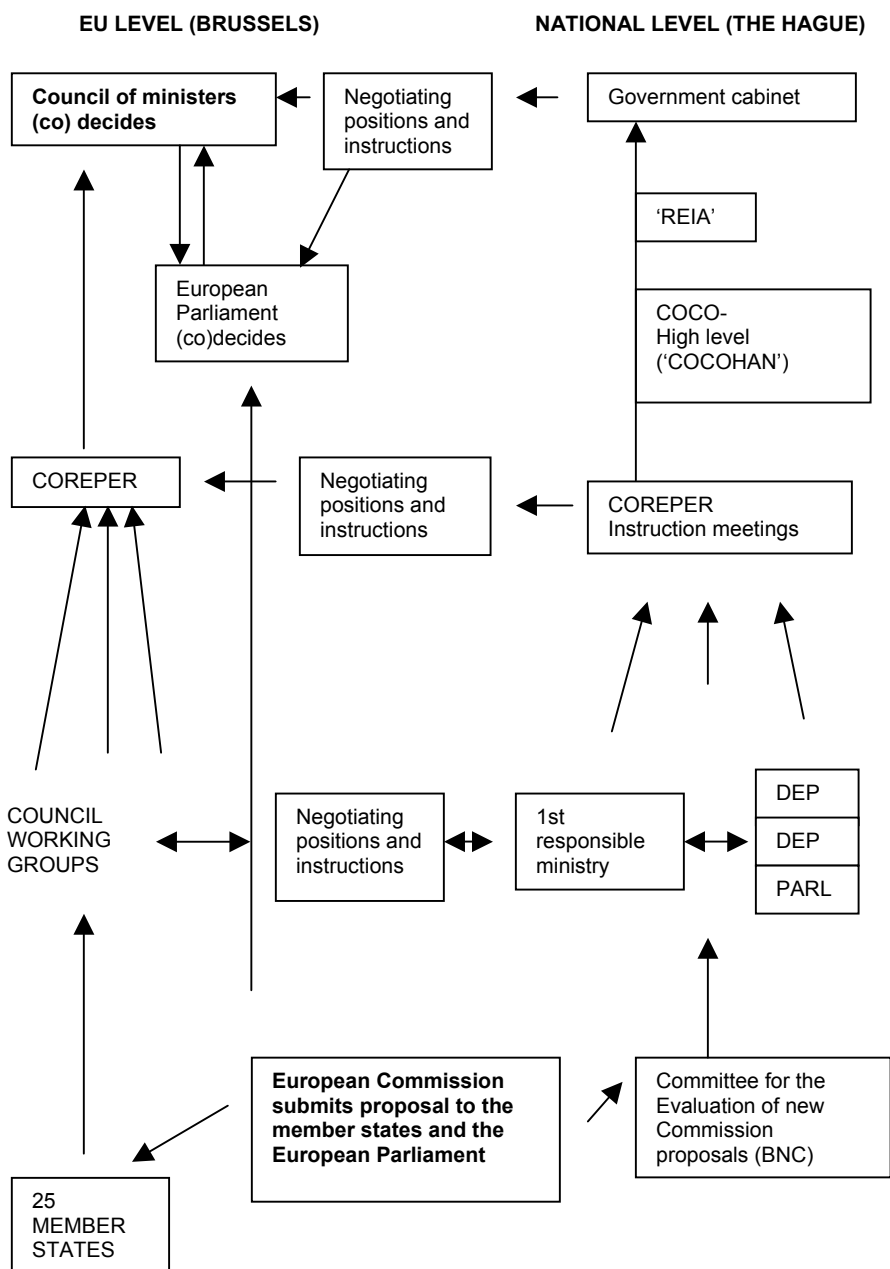 EU LEVEL (BRUSSELS)
NATIONAL LEVEL (THE HAGUE)
Council of ministers
(co) decides
Negotiating
positions and
instructions
Government cabinet
‘REIA’
European
Parliament
(co)decides
COCO-
High level
(‘COCOHAN’)
COREPER
Negotiating
positions and
instructions
COREPER
Instruction meetings
COUNCIL
WORKING
GROUPS
Negotiating
positions and
instructions
1st
responsible
ministry
DEP
DEP
PARL
European Commission
submits proposal to the
member states and the
European Parliament
Committee for the
Evaluation of new
Commission
proposals (BNC)
25
MEMBER
STATES